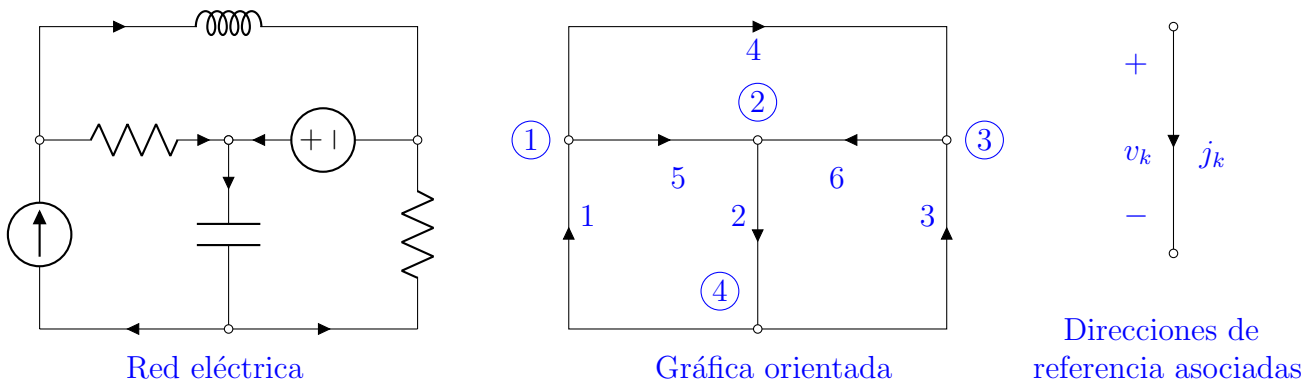 + −
4
①
②
③
5
6
1
2
3
④
+
v_k j_k
−
Red eléctrica
Gráfica orientada
Direcciones de
referencia asociadas